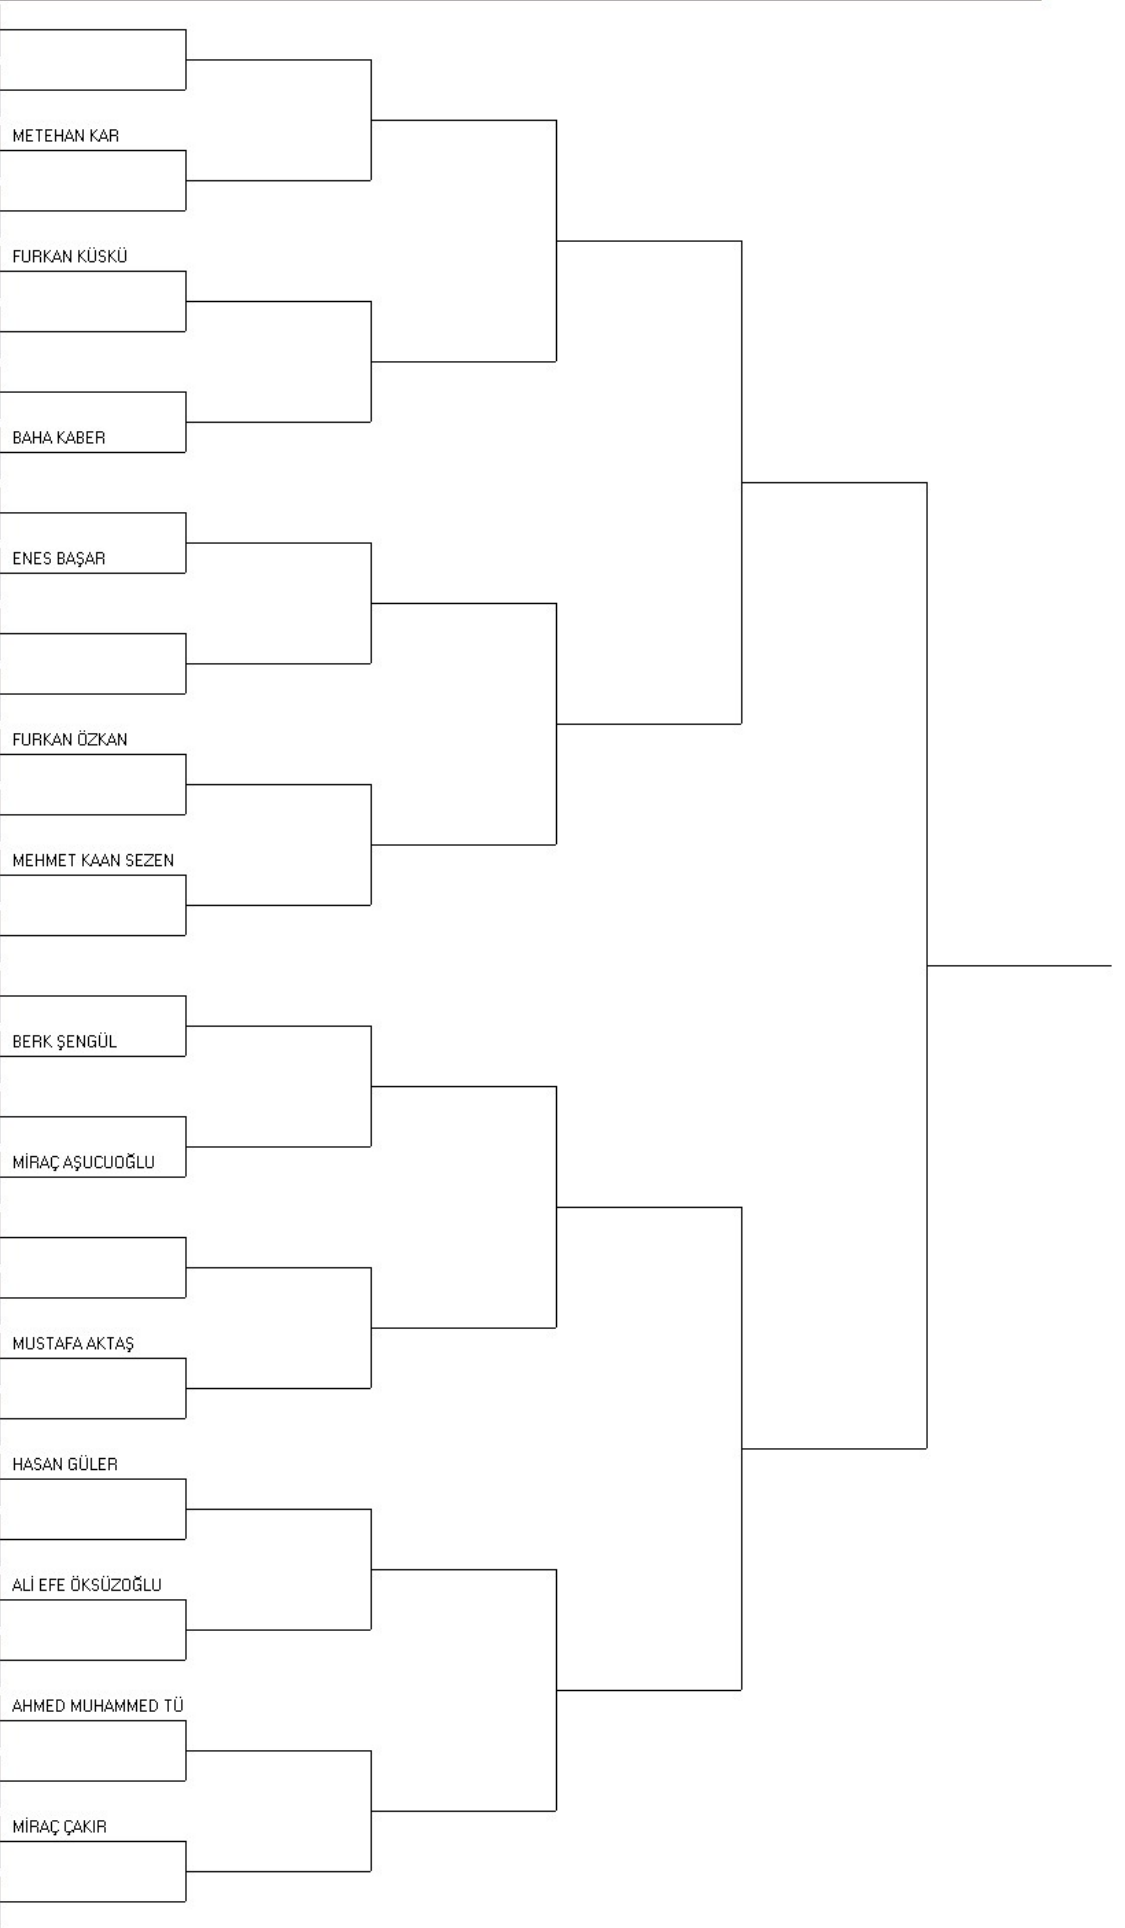 METEHAN KAR
FURKAN KÜSKÜ
BAHA KABER
ENES BAŞAR
FURKAN ÖZKAN
MEHMET KAAN SEZEN
BERK ŞENGÜL
MİRAÇ AŞUCUOĞLU
MUSTAFA AKTAŞ
HASAN GÜLER
ALİ EFE ÖKSÜZOĞLU
AHMED MUHAMMED TÜ
MİRAÇ ÇAKIR